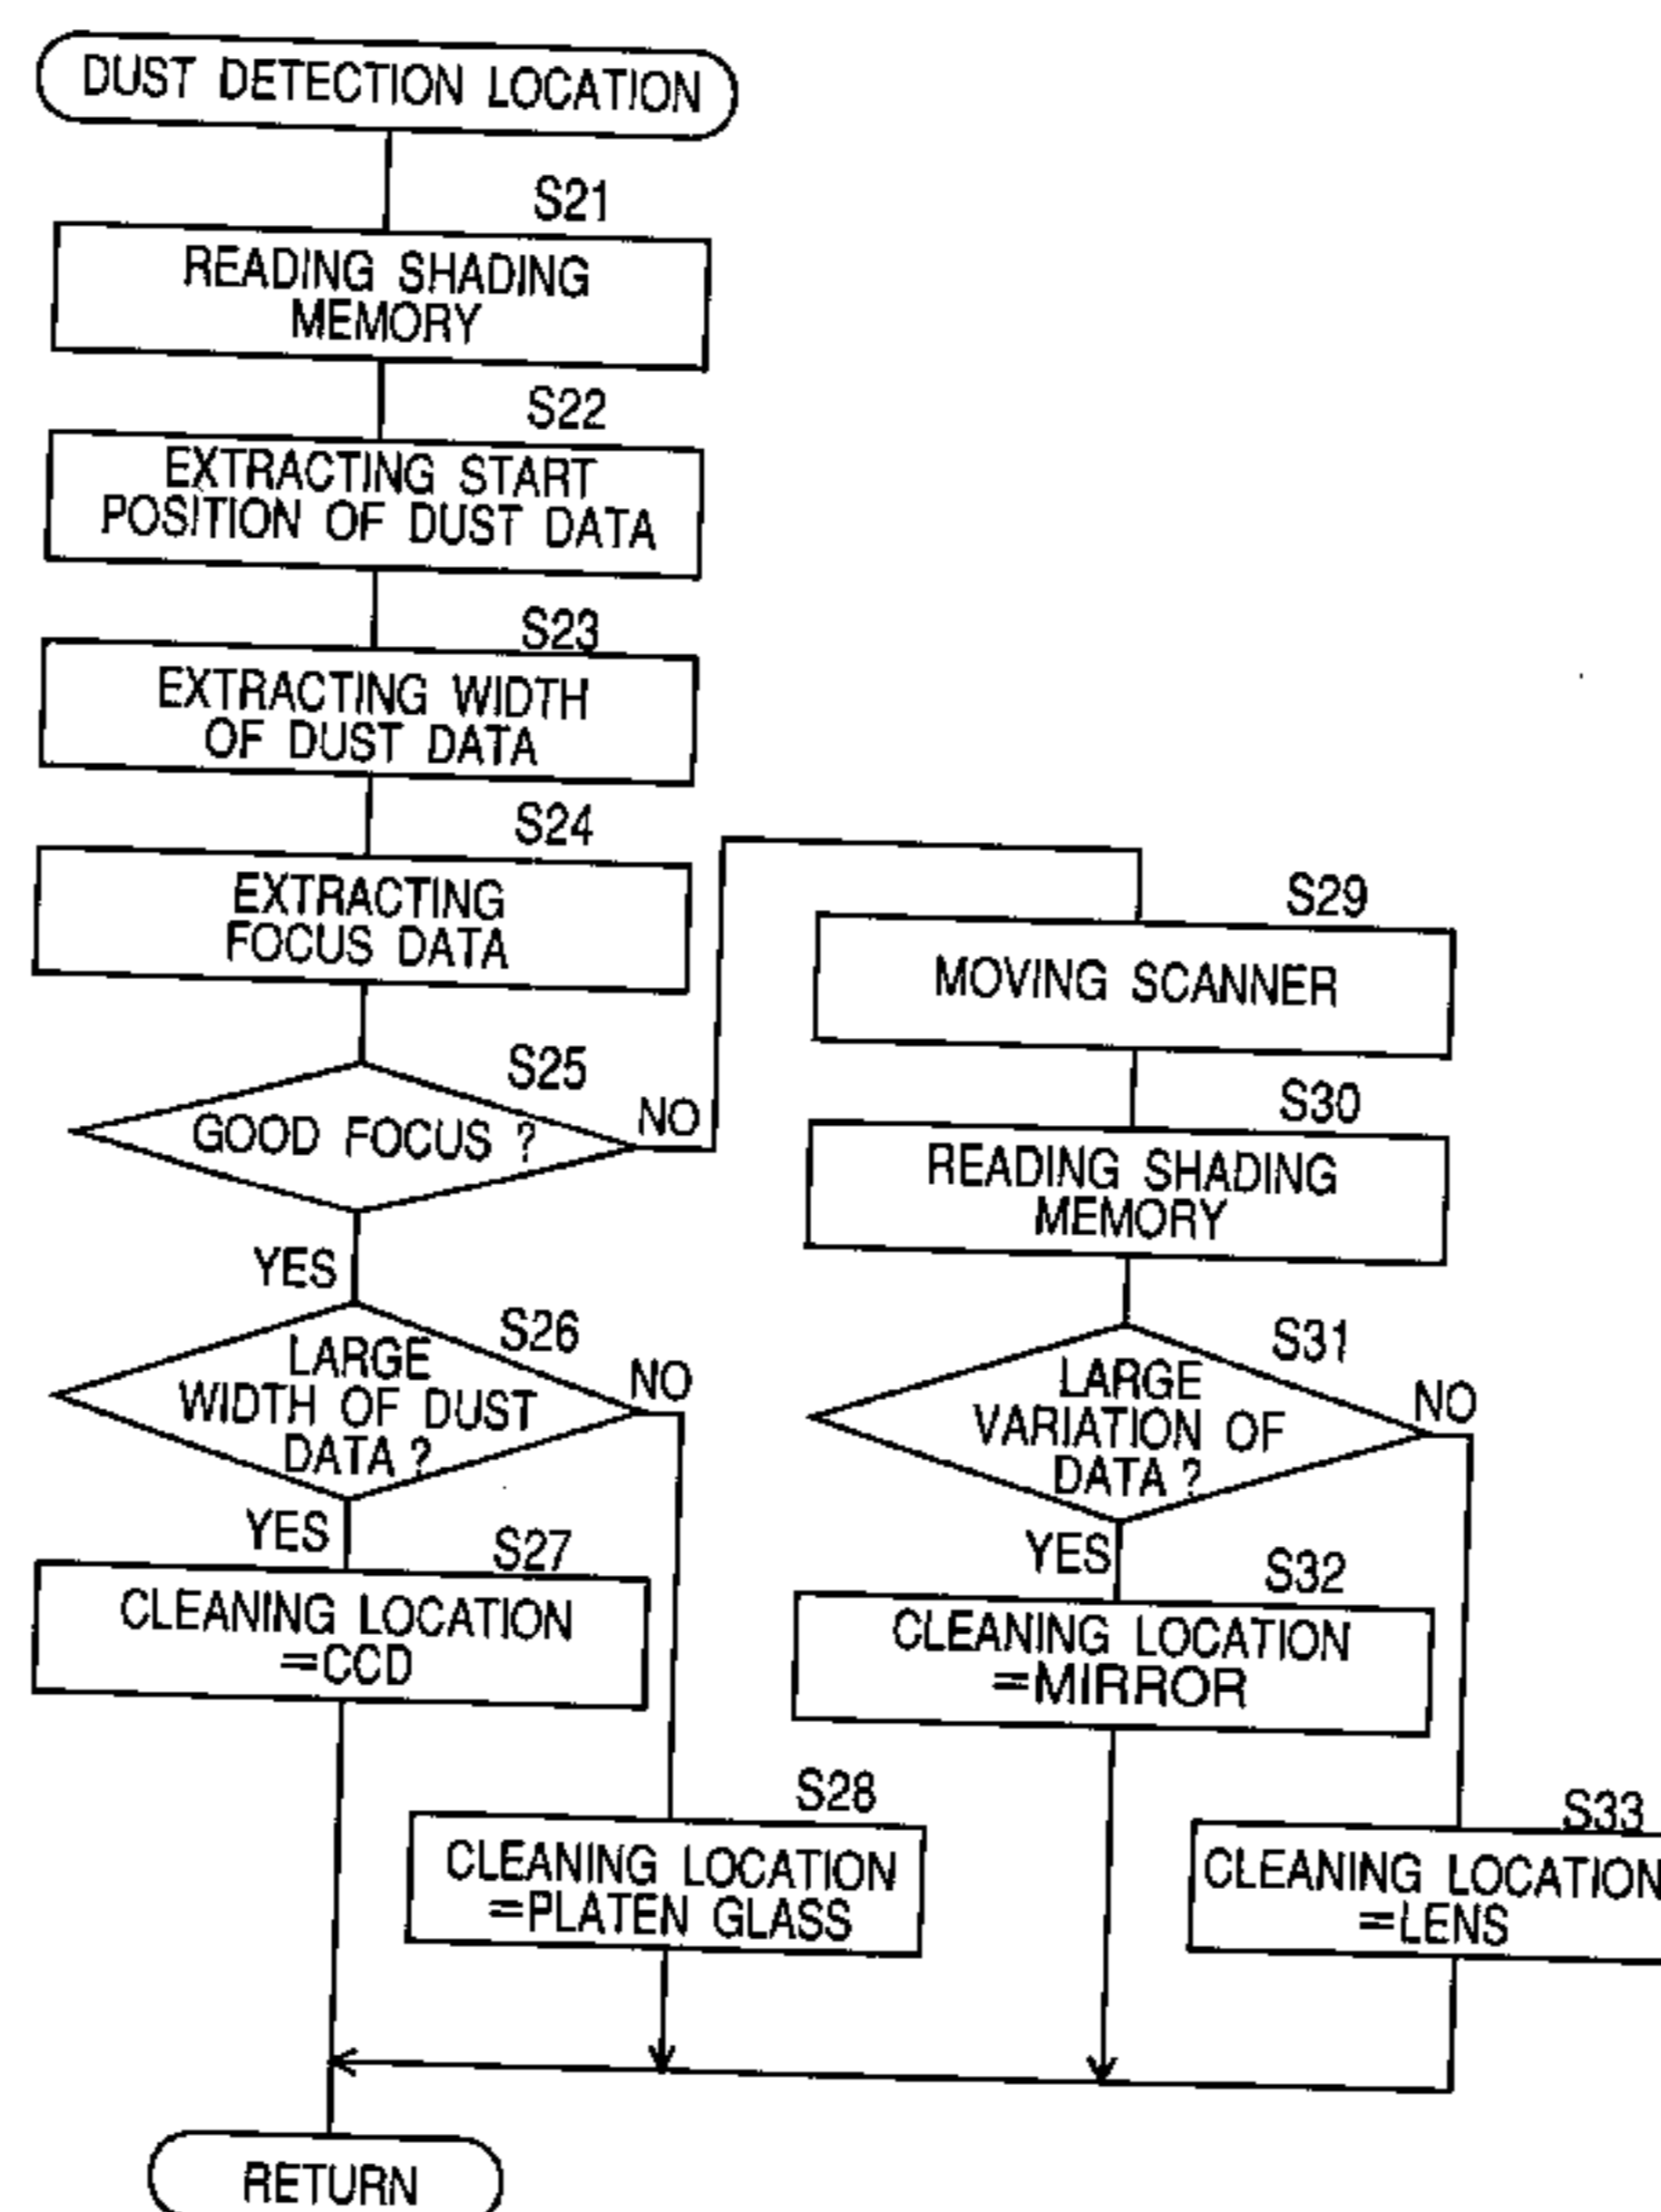 DUST DETECTION LOCATION
S21
READING SHADING
MEMORY
S22
EXTRACTING START
POSITION OF DUST DATA
S23
EXTRACTING WIDTH
OF DUST DATA
S24
EXTRACTING
FOCUS DATA
S25
GOOD FOCUS ?
NO
YES
S26
LARGE
WIDTH OF DUST
DATA ?
NO
YES
S27
CLEANING LOCATION
=CCD
S28
CLEANING LOCATION
=PLATEN GLASS
S29
MOVING SCANNER
S30
READING SHADING
MEMORY
S31
LARGE
VARIATION OF
DATA ?
NO
YES
S32
CLEANING LOCATION
=MIRROR
S33
CLEANING LOCATION
=LENS
RETURN